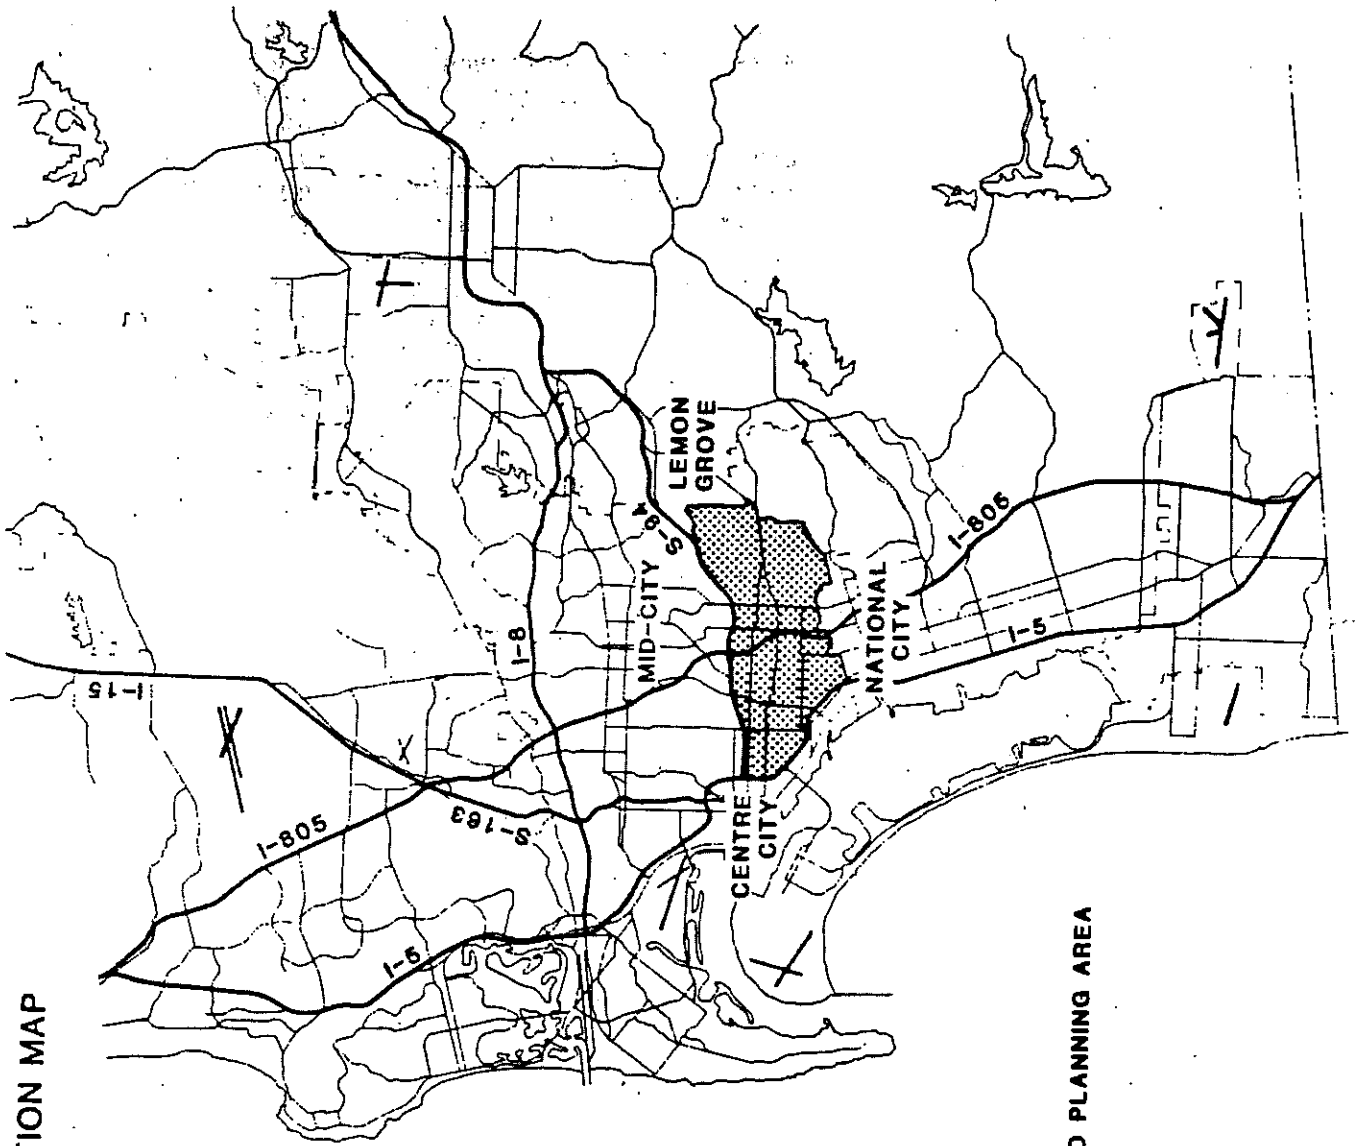 TION MAP
I-15
I-805
S-163
I-5
I-8
MID-CITY
S-94
LEMON
GROVE
CENTRE
CITY
NATIONAL
CITY
I-805
I-5
D PLANNING AREA